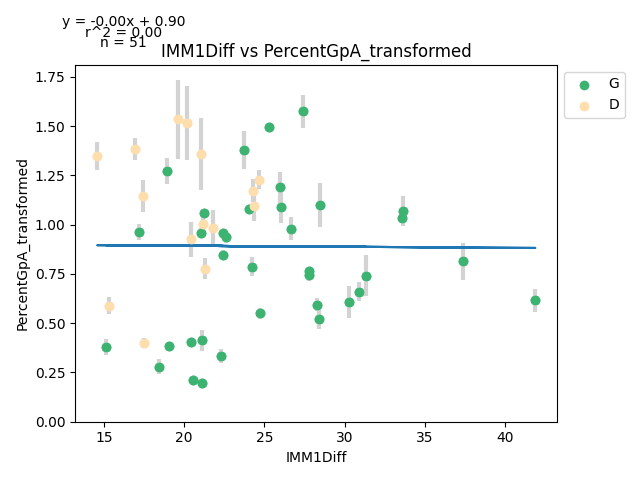 y = -0.00x + 0.90
r^2 = 0.00
n = 51
IMM1Diff vs PercentGpA_transformed
G
D
PercentGpA_transformed
1.75
1.50
1.25
1.00
0.75
0.50
0.25
0.00
15 20 25 30 35 40
IMM1Diff